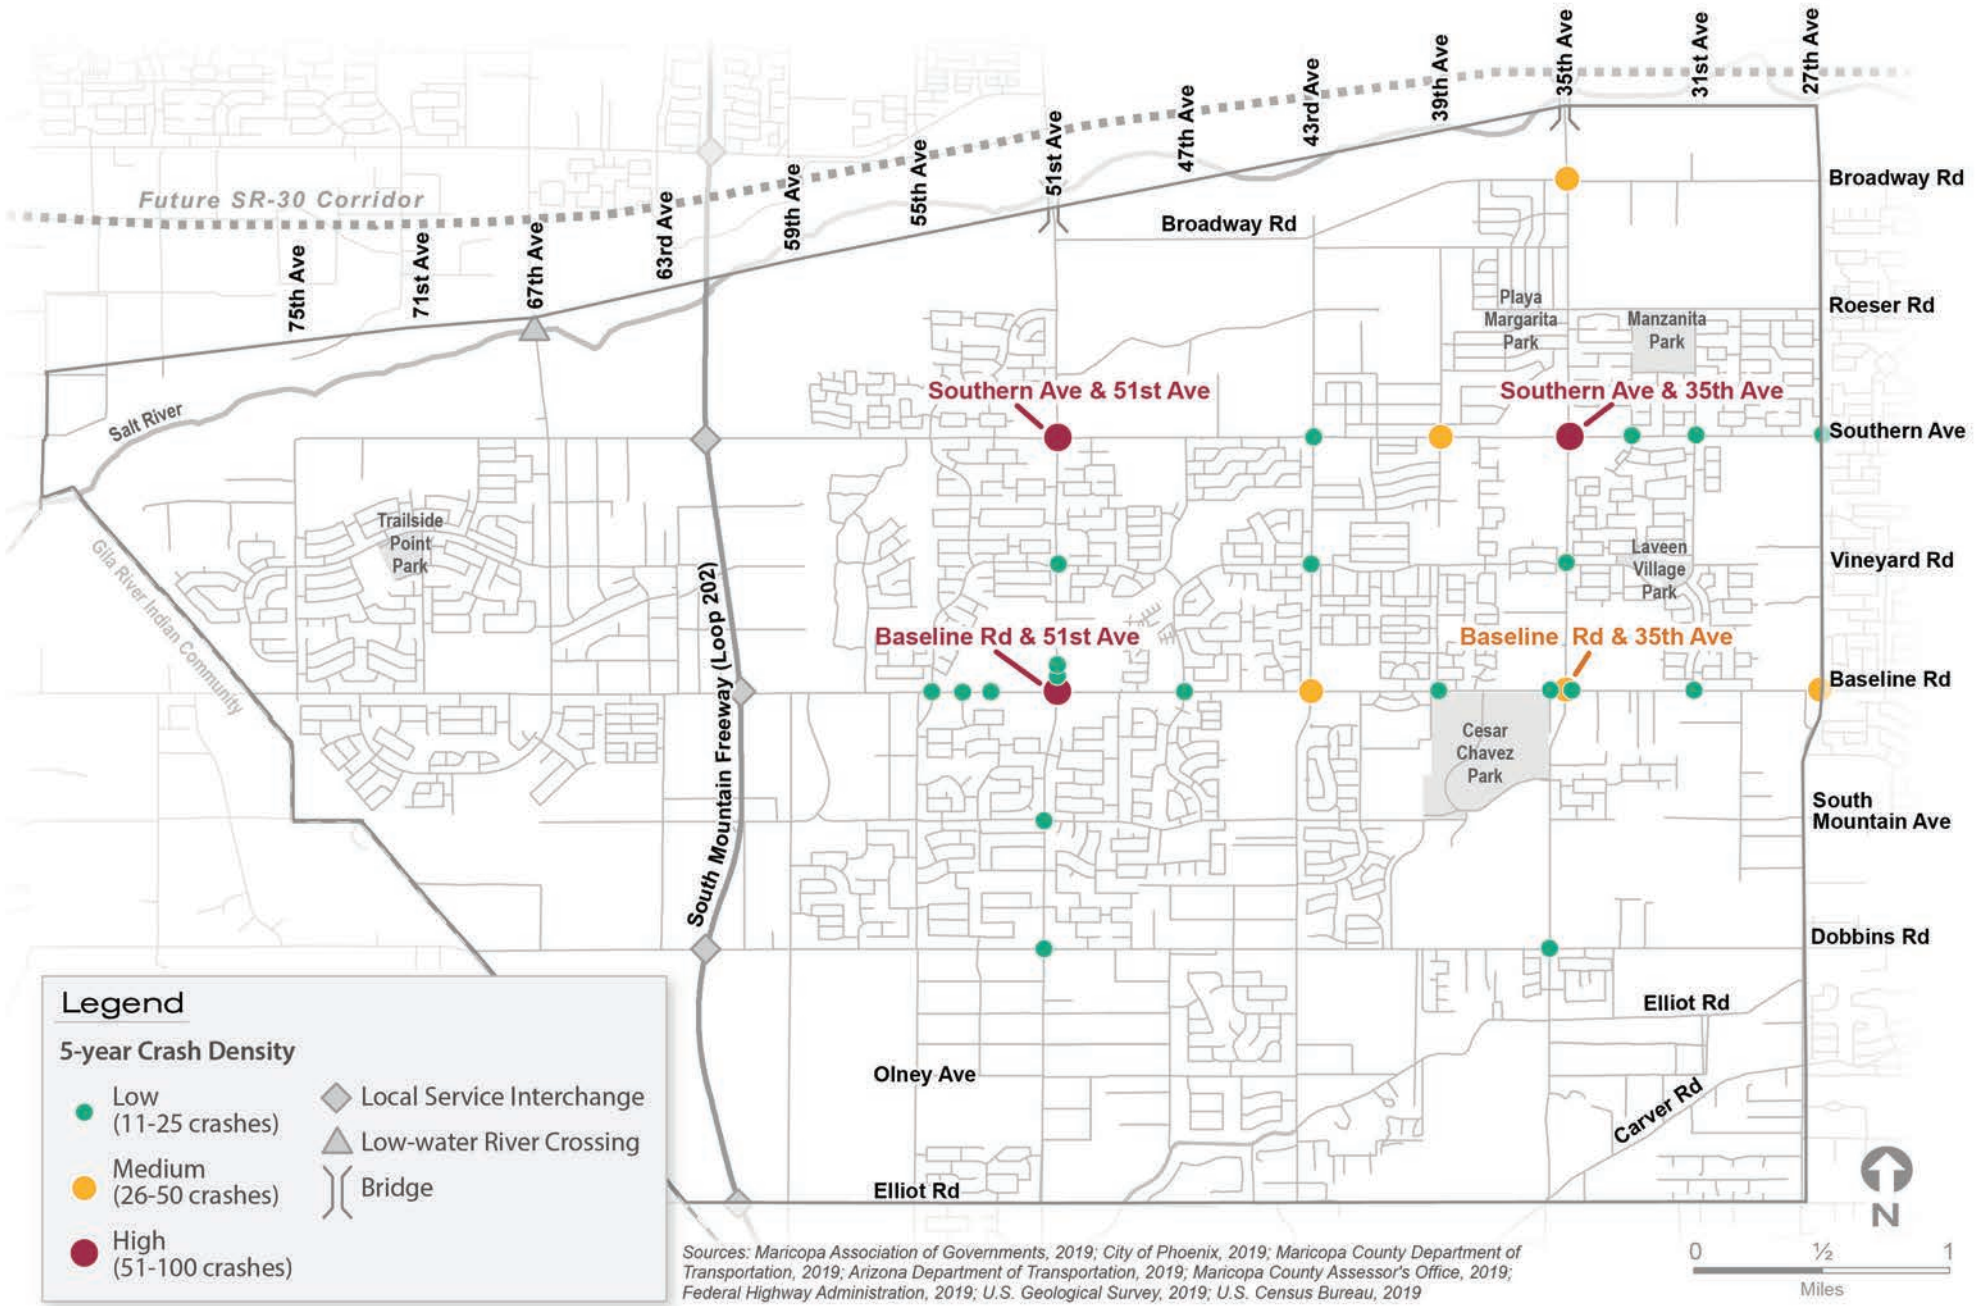 35th Ave
31st Ave
27th Ave
39th Ave
43rd Ave
47th Ave
51st Ave
55th Ave
59th Ave
63rd Ave
67th Ave
71st Ave
75th Ave
Future SR-30 Corridor
Broadway Rd
Broadway Rd
Roeser Rd
Playa
Margarita
Park
Manzanita
Park
Southern Ave & 51st Ave
Southern Ave & 35th Ave
Salt River
Southern Ave
Trailside
Point
Park
Laveen
Village
Park
Vineyard Rd
Gila River Indian Community
South Mountain Freeway (Loop 202)
Baseline Rd & 51st Ave
Baseline Rd & 35th Ave
Baseline Rd
Cesar
Chavez
Park
South
Mountain Ave
Dobbins Rd
Elliot Rd
Olney Ave
Carver Rd
Elliot Rd
Legend
5-year Crash Density
Low
(11-25 crashes)
Medium
(26-50 crashes)
High
(51-100 crashes)
Local Service Interchange
Low-water River Crossing
Bridge
N
Sources: Maricopa Association of Governments, 2019; City of Phoenix, 2019; Maricopa County Department of
Transportation, 2019; Arizona Department of Transportation, 2019; Maricopa County Assessor's Office, 2019;
Federal Highway Administration, 2019; U.S. Geological Survey, 2019; U.S. Census Bureau, 2019
0 ½ 1
Miles